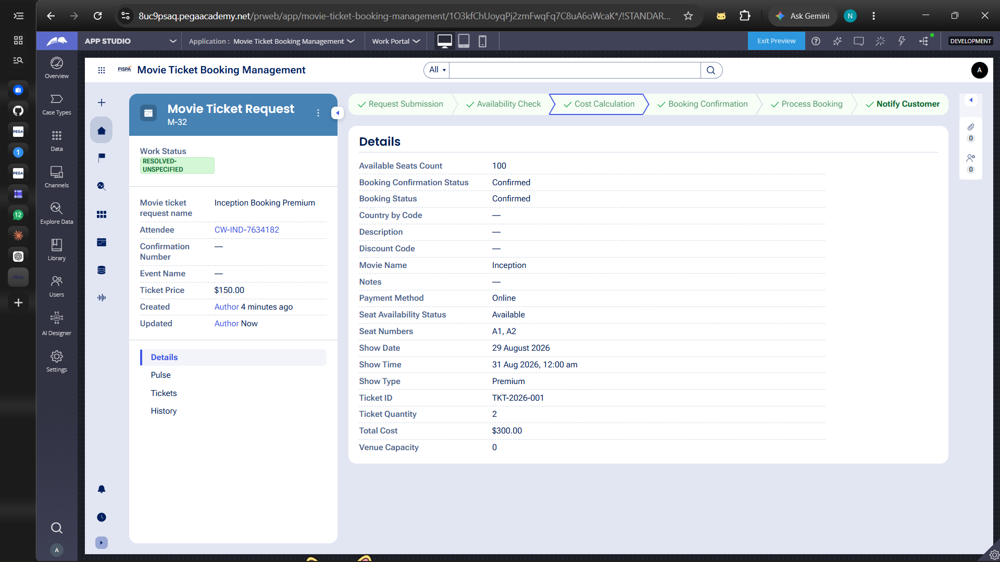 8uc9psaq.pegaacademy.net/prweb/app/movie-ticket-booking-management/1O3kfChUoyqPj2zmFwqFq7C8uA6oWcaK*/!STANDAR...
Ask Gemini
N
APP STUDIO
Application : Movie Ticket Booking Management
Work Portal
Exit Preview
DEVELOPMENT
Overview
Case Types
Data
Channels
Explore Data
Library
Users
AI Designer
Settings
A
PEGA
1
PEGA
12
PEGA
FISPA
Movie Ticket Booking Management
All
A
Movie Ticket Request
M-32
Work Status
RESOLVED-
UNSPECIFIED
Movie ticket request name
Inception Booking Premium
Attendee
CW-IND-7634182
Confirmation Number
—
Event Name
—
Ticket Price
$150.00
Created
Author 4 minutes ago
Updated
Author Now
Details
Pulse
Tickets
History
Request Submission
Availability Check
Cost Calculation
Booking Confirmation
Process Booking
Notify Customer
Details
Available Seats Count
100
Booking Confirmation Status
Confirmed
Booking Status
Confirmed
Country by Code
—
Description
—
Discount Code
—
Movie Name
Inception
Notes
—
Payment Method
Online
Seat Availability Status
Available
Seat Numbers
A1, A2
Show Date
29 August 2026
Show Time
31 Aug 2026, 12:00 am
Show Type
Premium
Ticket ID
TKT-2026-001
Ticket Quantity
2
Total Cost
$300.00
Venue Capacity
0
0
0